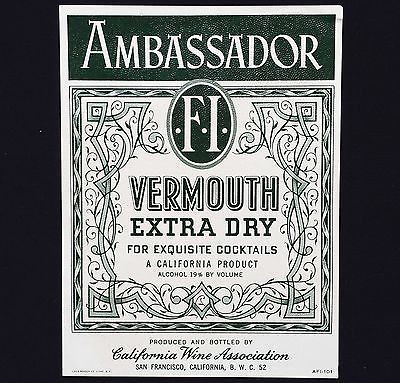 AMBASSADOR
·F·I·
VERMOUTH
EXTRA DRY
FOR EXQUISITE COCKTAILS
A CALIFORNIA PRODUCT
ALCOHOL 19% BY VOLUME
PRODUCED AND BOTTLED BY
California Wine Association
SAN FRANCISCO, CALIFORNIA, B. W. C. 52
AFI-101